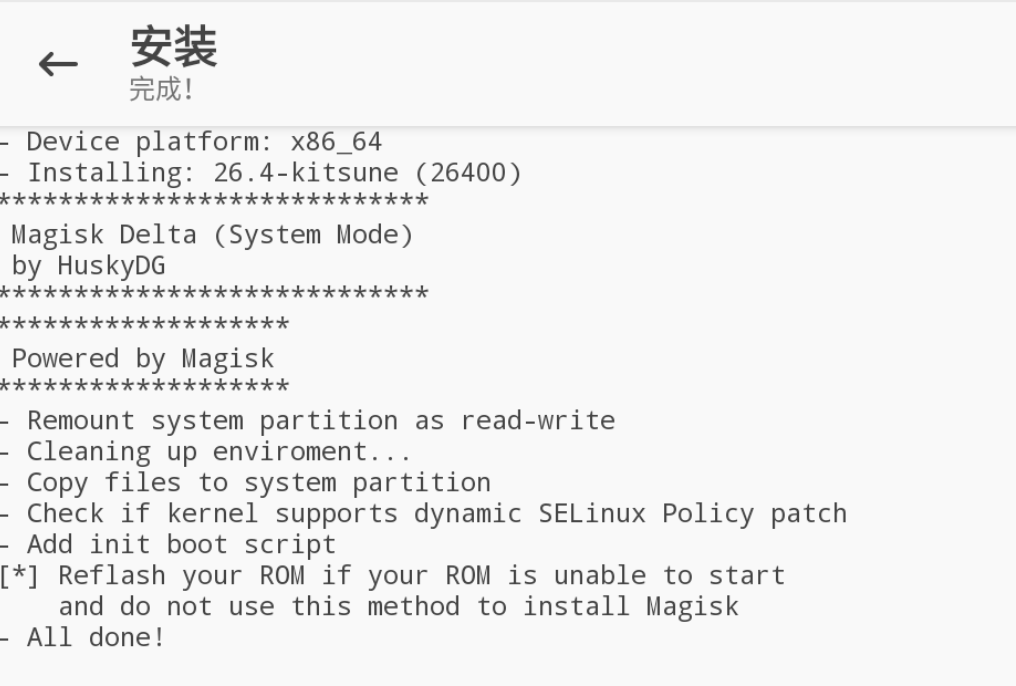 安装
完成!
- Device platform: x86_64
- Installing: 26.4-kitsune (26400)
****************************
Magisk Delta (System Mode)
by HuskyDG
****************************
*******************
Powered by Magisk
*******************
- Remount system partition as read-write
- Cleaning up enviroment...
- Copy files to system partition
- Check if kernel supports dynamic SELinux Policy patch
- Add init boot script
[*] Reflash your ROM if your ROM is unable to start
and do not use this method to install Magisk
- All done!